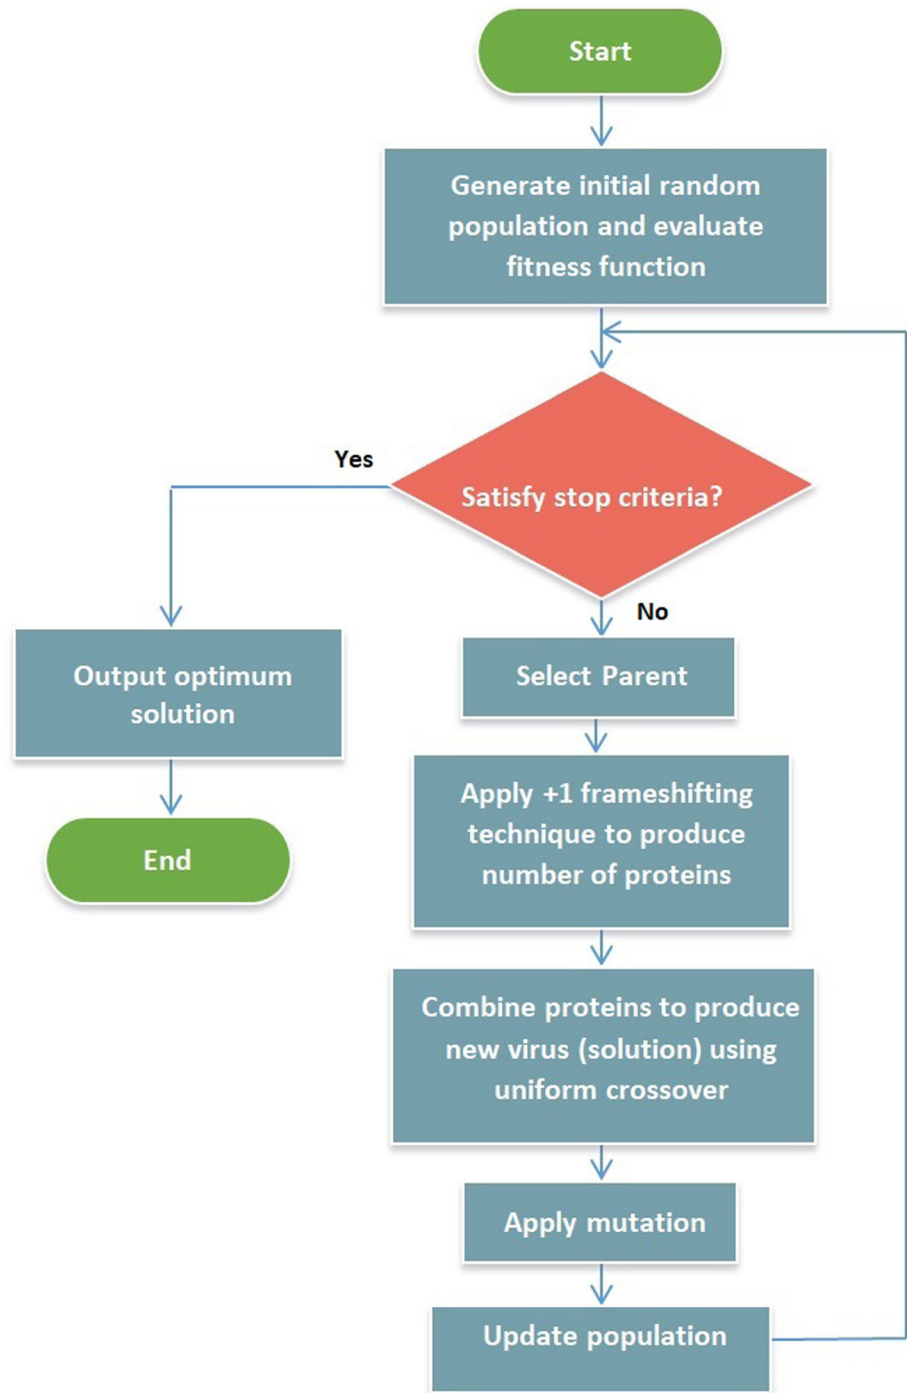 Start
Generate initial random
population and evaluate
fitness function
Yes
Satisfy stop criteria?
No
Select Parent
Output optimum
solution
Apply +1 frameshifting
technique to produce
number of proteins
End
Combine proteins to produce
new virus (solution) using
uniform crossover
Apply mutation
Update population